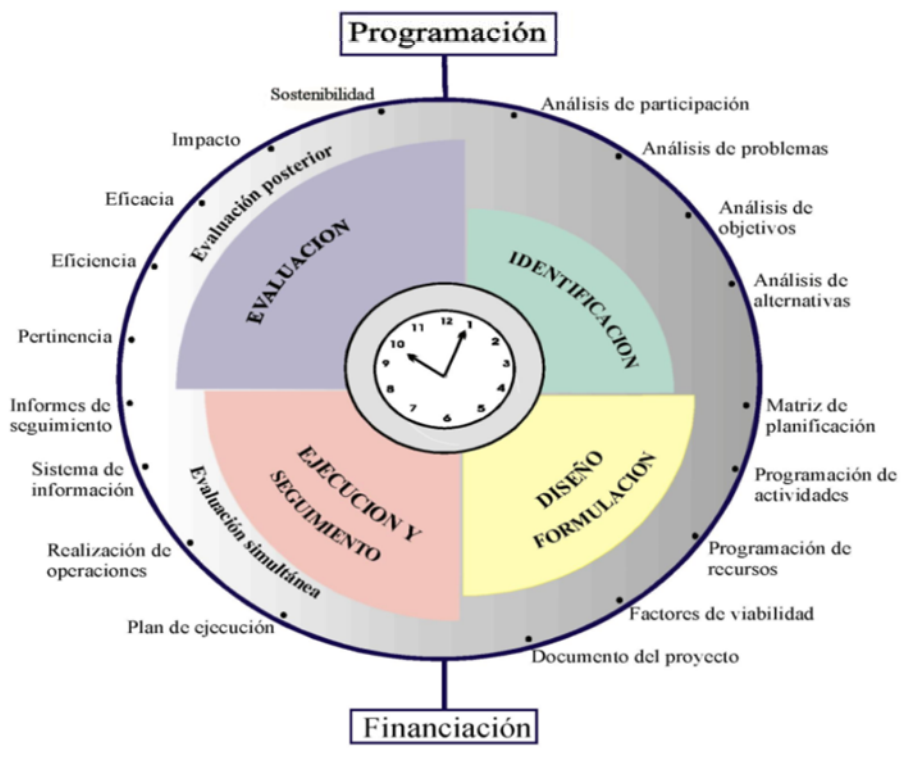 Programación
Sostenibilidad
Análisis de participación
Impacto
Análisis de problemas
Evaluación posterior
Eficacia
Análisis de
objetivos
EVALUACION
IDENTIFICACION
Eficiencia
Análisis de
alternativas
Pertinencia
12
1
2
3
4
5
6
7
8
9
10
11
Informes de
seguimiento
Matriz de
planificación
Sistema de
información
EJECUCION Y
SEGUIMIENTO
DISEÑO
FORMULACION
Programación de
actividades
Evaluación simultánea
Realización de
operaciones
Programación de
recursos
Plan de ejecución
Factores de viabilidad
Documento del proyecto
Financiación